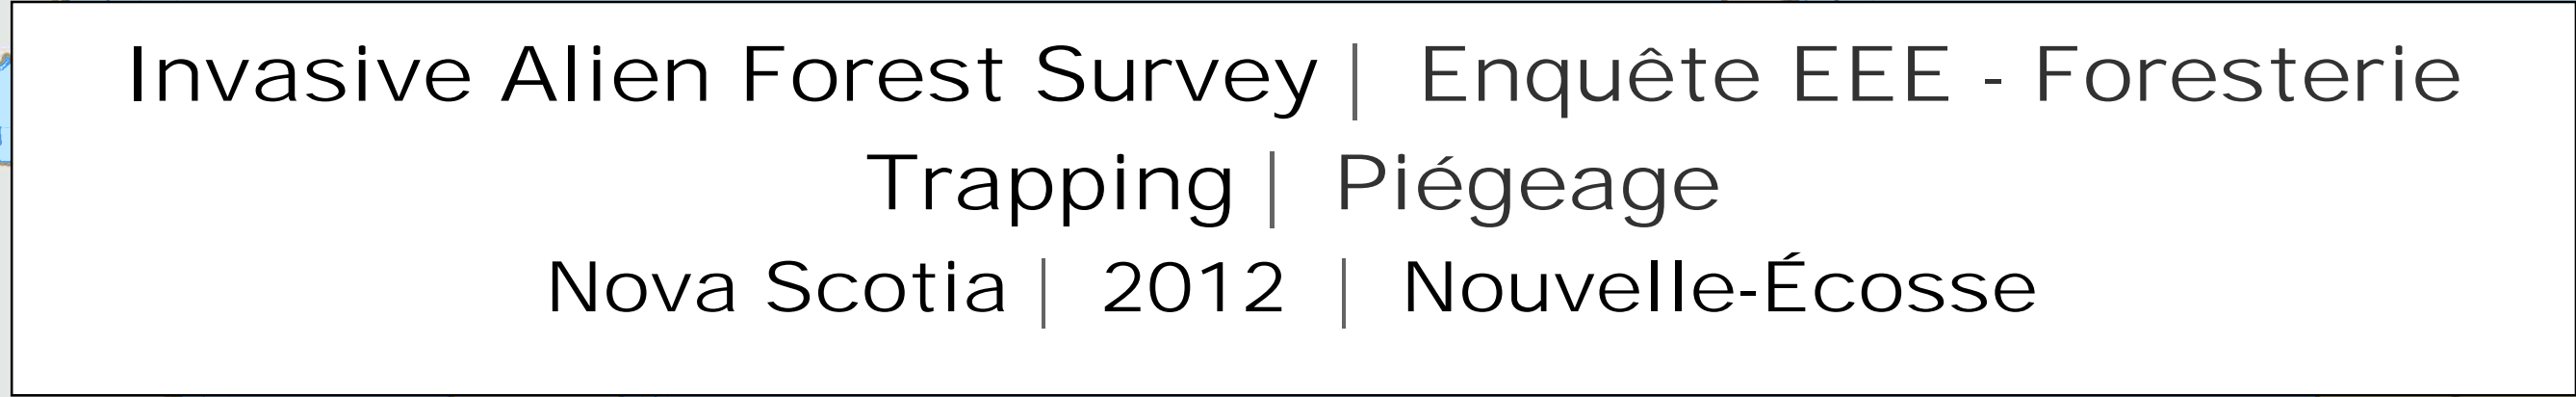 Invasive Alien Forest Survey | Enquête EEE - Foresterie
Trapping | Piégeage
Nova Scotia | 2012 | Nouvelle-Écosse